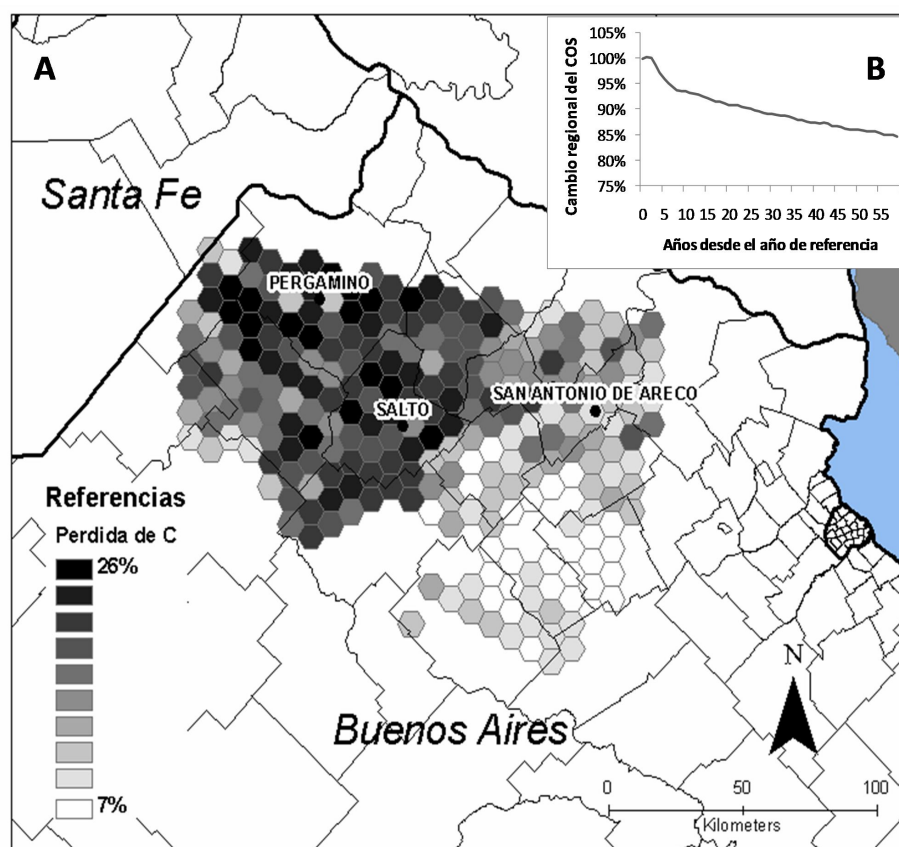 A
B
Cambio regional del COS
105%
100%
95%
90%
85%
80%
75%
0 5 10 15 20 25 30 35 40 45 50 55
Años desde el año de referencia
Santa Fe
PERGAMINO
SALTO
SAN ANTONIO DE ARECO
Referencias
Perdida de C
26%
7%
Buenos Aires
N
0 50 100
Kilometers